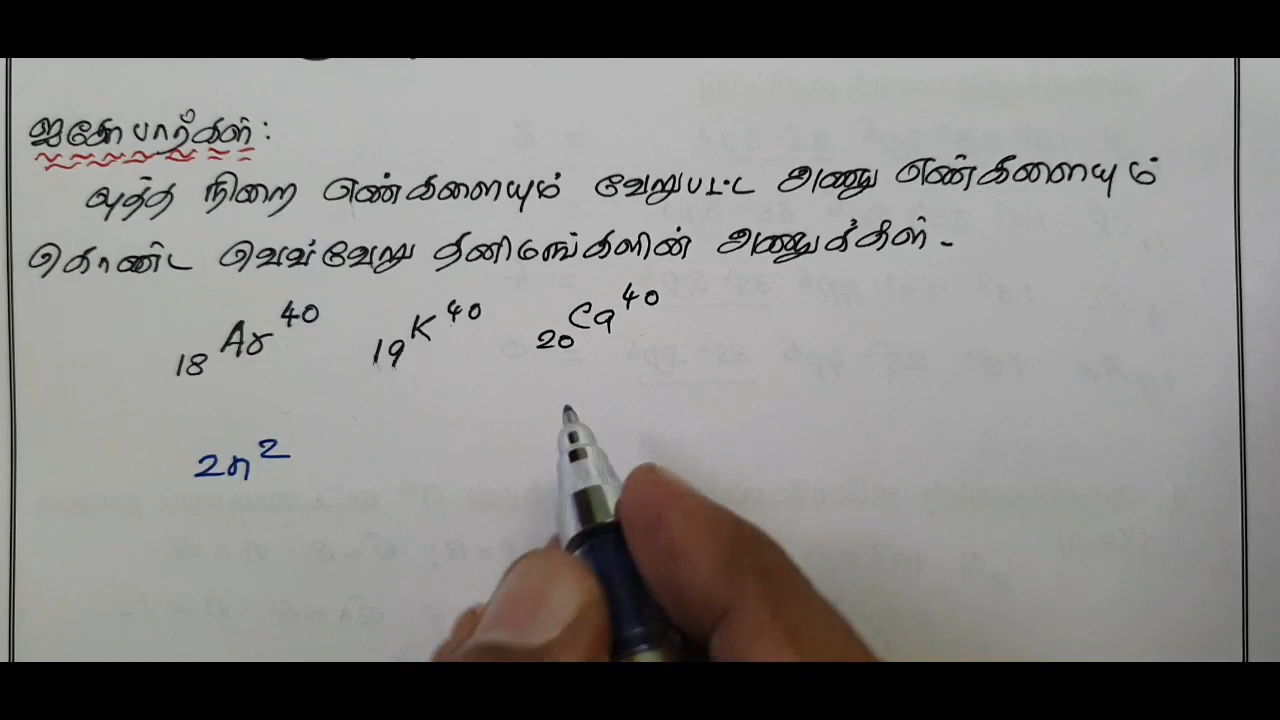 ஐசோபார்கள் :
ஒத்த நிறை எண்களையும் வேறுபட்ட அணு எண்களையும்
கொண்ட வெவ்வேறு தனிமங்களின் அணுக்கள் -
₁₈Ar⁴⁰ ₁₉K⁴⁰ ₂₀Ca⁴⁰
2n²